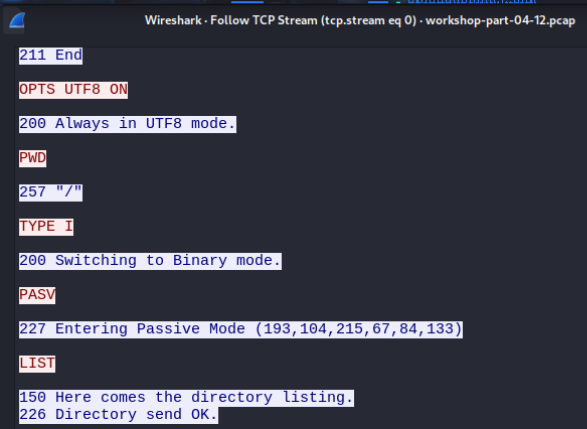 Wireshark · Follow TCP Stream (tcp.stream eq 0) · workshop-part-04-12.pcap
211 End
OPTS UTF8 ON
200 Always in UTF8 mode.
PWD
257 "/"
TYPE I
200 Switching to Binary mode.
PASV
227 Entering Passive Mode (193,104,215,67,84,133)
LIST
150 Here comes the directory listing.
226 Directory send OK.